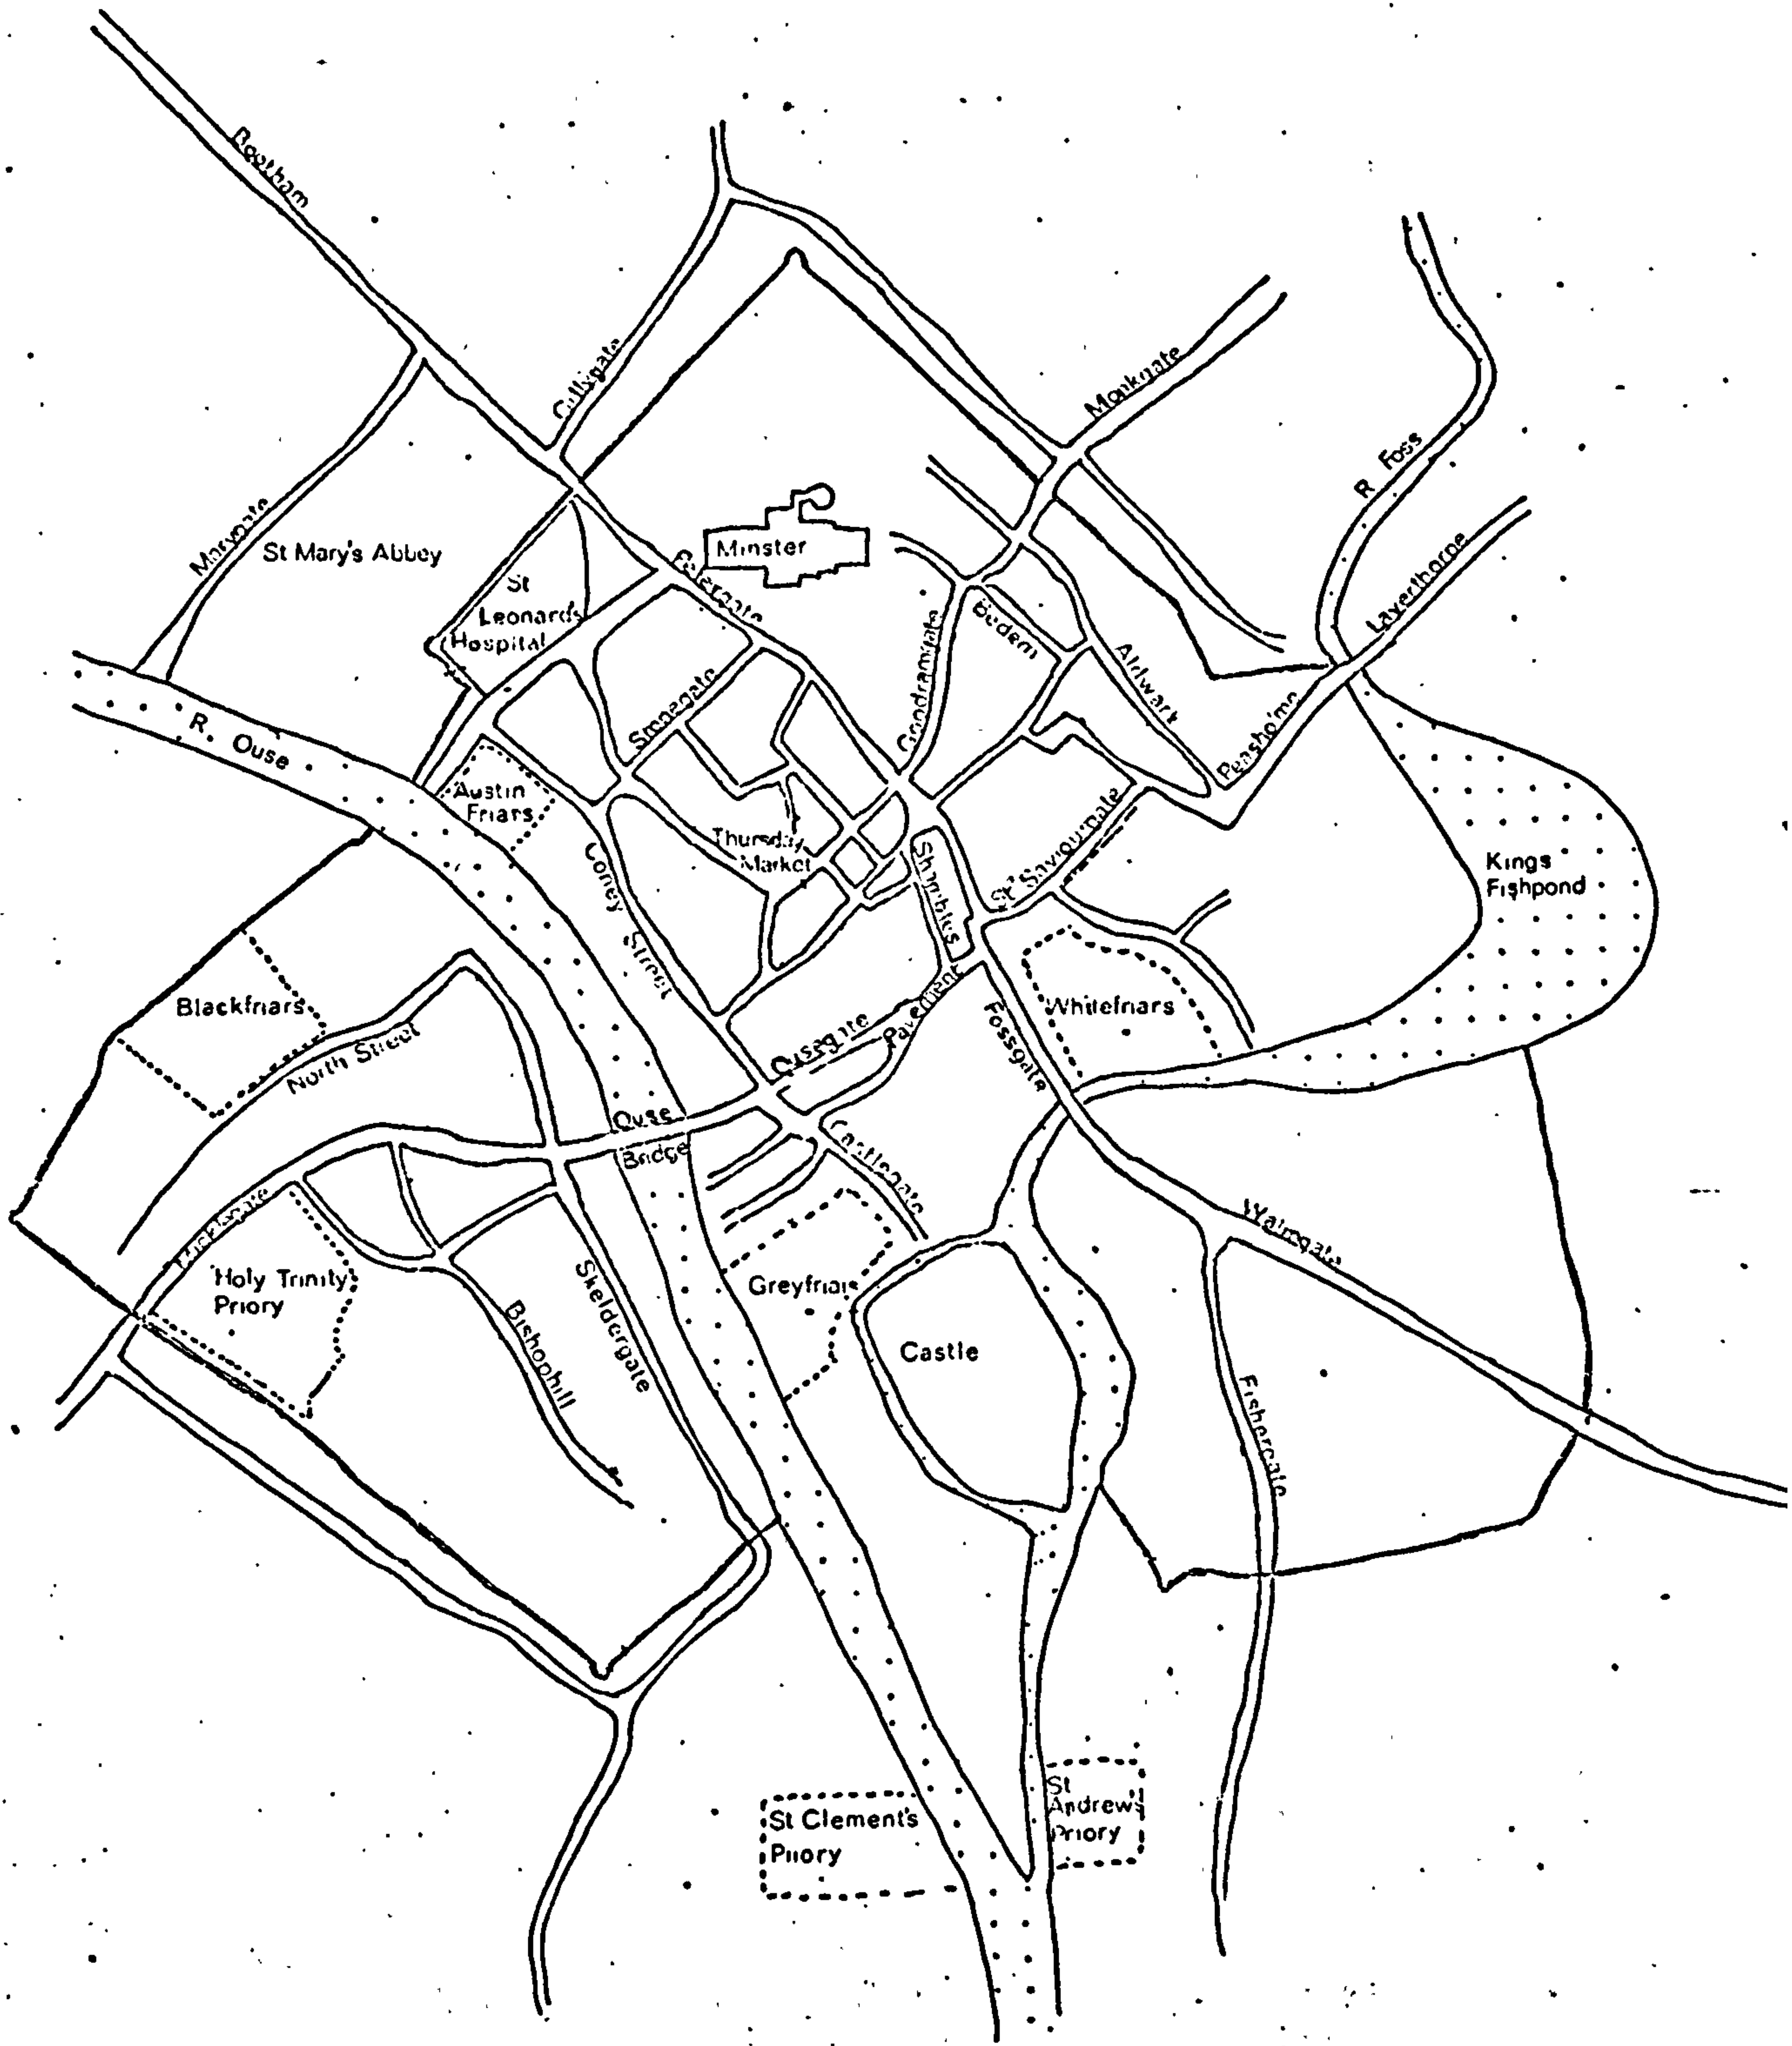 Bootham
Gillygate
Monkgate
R Foss
Layerthorpe
Marygate
St Mary's Abbey
Minster
Petergate
St
Leonard's
Hospital
Bedern
Goodramgate
Aldwark
Peasholme
Stonegate
R. Ouse
Austin
Friars
Thursday
Market
Coney Street
Shambles
St Saviourgate
Kings
Fishpond
Blackfriars
North Street
Whitefriars
Fossgate
Ousegate
Pavement
Ouse
Bridge
Castlegate
Walmgate
Micklegate
Holy Trinity
Priory
Skeldergate
Bishophill
Greyfriars
Castle
Fishergate
St Clement's
Priory
St
Andrew's
Priory